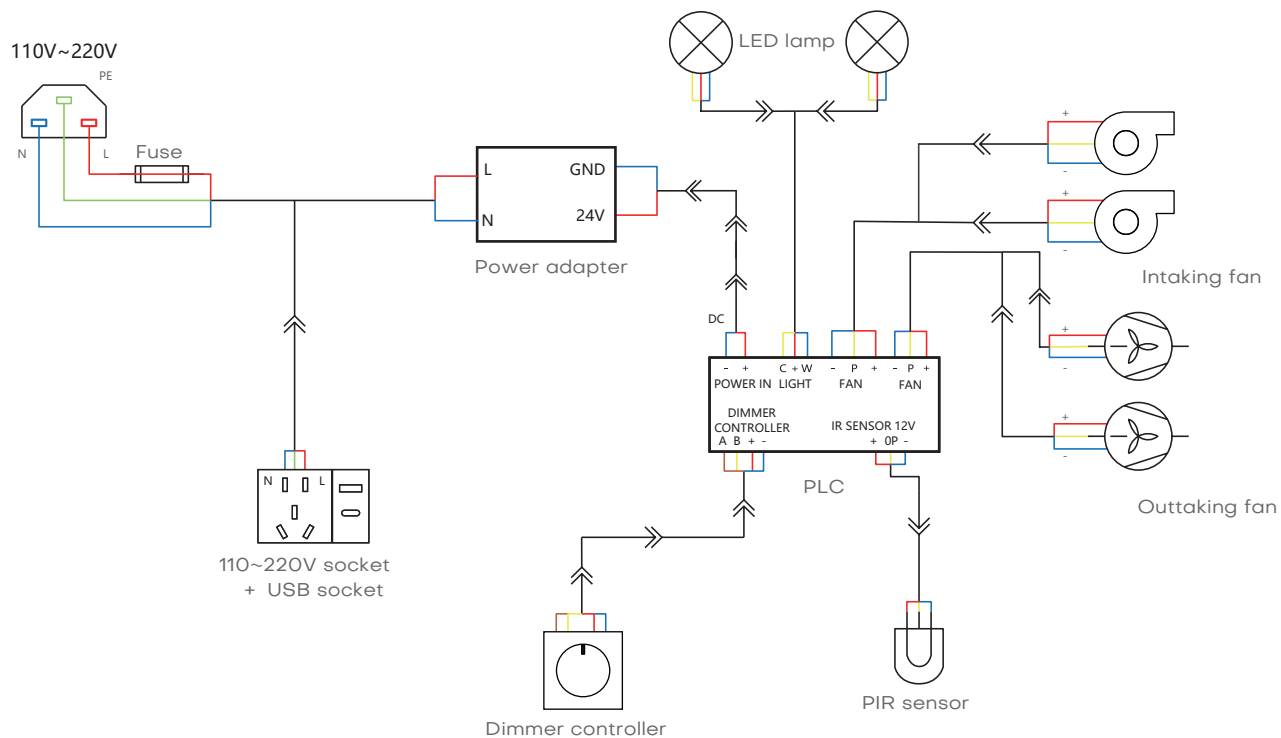 110V~220V
PE
N
L
Fuse
LED lamp
L
GND
N
24V
Power adapter
+
-
+
-
Intaking fan
+
-
+
-
Outtaking fan
DC
- +
C + W
- P +
- P +
POWER IN
LIGHT
FAN
FAN
DIMMER
CONTROLLER
A B + -
IR SENSOR 12V
+ 0P -
PLC
N
L
110~220V socket
+ USB socket
Dimmer controller
PIR sensor